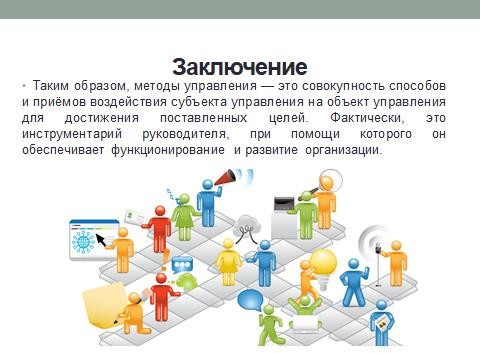 Заключение
• Таким образом, методы управления — это совокупность способов
и приёмов воздействия субъекта управления на объект управления
для достижения поставленных целей. Фактически, это
инструментарий руководителя, при помощи которого он
обеспечивает функционирование и развитие организации.